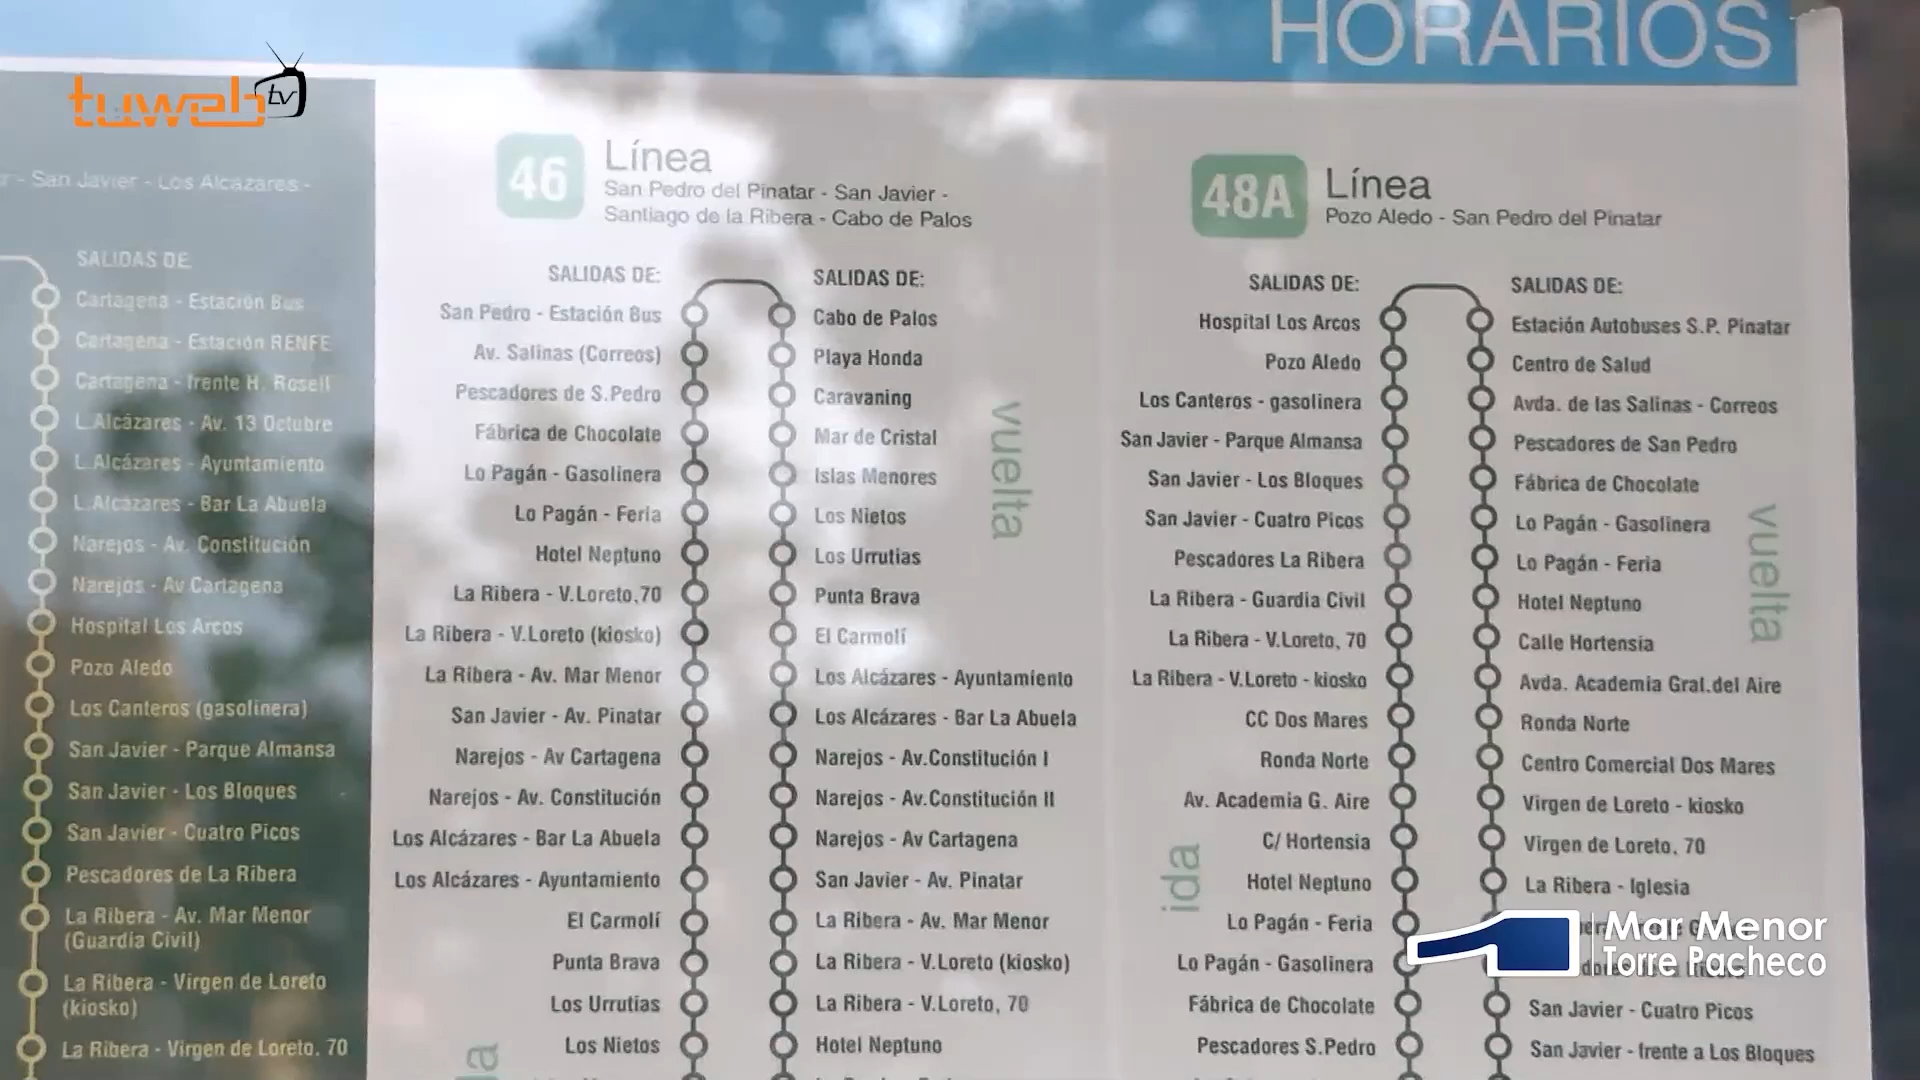 HORARIOS
tuweb tv
San Javier - Los Alcázares -
SALIDAS DE
Cartagena - Estación Bus
Cartagena - Estación RENFE
Cartagena - frente H. Rosell
L.Alcázares - Av. 13 Octubre
L.Alcázares - Ayuntamiento
L.Alcázares - Bar La Abuela
Narejos - Av. Constitución
Narejos - Av Cartagena
Hospital Los Arcos
Pozo Aledo
Los Canteros (gasolinera)
San Javier - Parque Almansa
San Javier - Los Bloques
San Javier - Cuatro Picos
Pescadores de La Ribera
La Ribera - Av. Mar Menor
(Guardia Civil)
La Ribera - Virgen de Loreto
(kiosko)
La Ribera - Virgen de Loreto. 70
46
Línea
San Pedro del Pinatar - San Javier -
Santiago de la Ribera - Cabo de Palos
SALIDAS DE:
San Pedro - Estación Bus
Av. Salinas (Correos)
Pescadores de S.Pedro
Fábrica de Chocolate
Lo Pagán - Gasolinera
Lo Pagán - Feria
Hotel Neptuno
La Ribera - V.Loreto,70
La Ribera - V.Loreto (kiosko)
La Ribera - Av. Mar Menor
San Javier - Av. Pinatar
Narejos - Av Cartagena
Narejos - Av. Constitución
Los Alcázares - Bar La Abuela
Los Alcázares - Ayuntamiento
El Carmolí
Punta Brava
Los Urrutias
Los Nietos
SALIDAS DE:
Cabo de Palos
Playa Honda
Caravaning
Mar de Cristal
Islas Menores
Los Nietos
Los Urrutias
Punta Brava
El Carmolí
Los Alcázares - Ayuntamiento
Los Alcázares - Bar La Abuela
Narejos - Av.Constitución I
Narejos - Av.Constitución II
Narejos - Av Cartagena
San Javier - Av. Pinatar
La Ribera - Av. Mar Menor
La Ribera - V.Loreto (kiosko)
La Ribera - V.Loreto, 70
Hotel Neptuno
vuelta
48A
Línea
Pozo Aledo - San Pedro del Pinatar
SALIDAS DE:
Hospital Los Arcos
Pozo Aledo
Los Canteros - gasolinera
San Javier - Parque Almansa
San Javier - Los Bloques
San Javier - Cuatro Picos
Pescadores La Ribera
La Ribera - Guardia Civil
La Ribera - V.Loreto, 70
La Ribera - V.Loreto - kiosko
CC Dos Mares
Ronda Norte
Av. Academia G. Aire
C/ Hortensia
Hotel Neptuno
Lo Pagán - Feria
Lo Pagán - Gasolinera
Fábrica de Chocolate
Pescadores S.Pedro
ida
SALIDAS DE:
Estación Autobuses S.P. Pinatar
Centro de Salud
Avda. de las Salinas - Correos
Pescadores de San Pedro
Fábrica de Chocolate
Lo Pagán - Gasolinera
Lo Pagán - Feria
Hotel Neptuno
Calle Hortensia
Avda. Academia Gral.del Aire
Ronda Norte
Centro Comercial Dos Mares
Virgen de Loreto - kiosko
Virgen de Loreto, 70
La Ribera - Iglesia
San Javier - Cuatro Picos
San Javier - frente a Los Bloques
vuelta
Mar Menor
Torre Pacheco